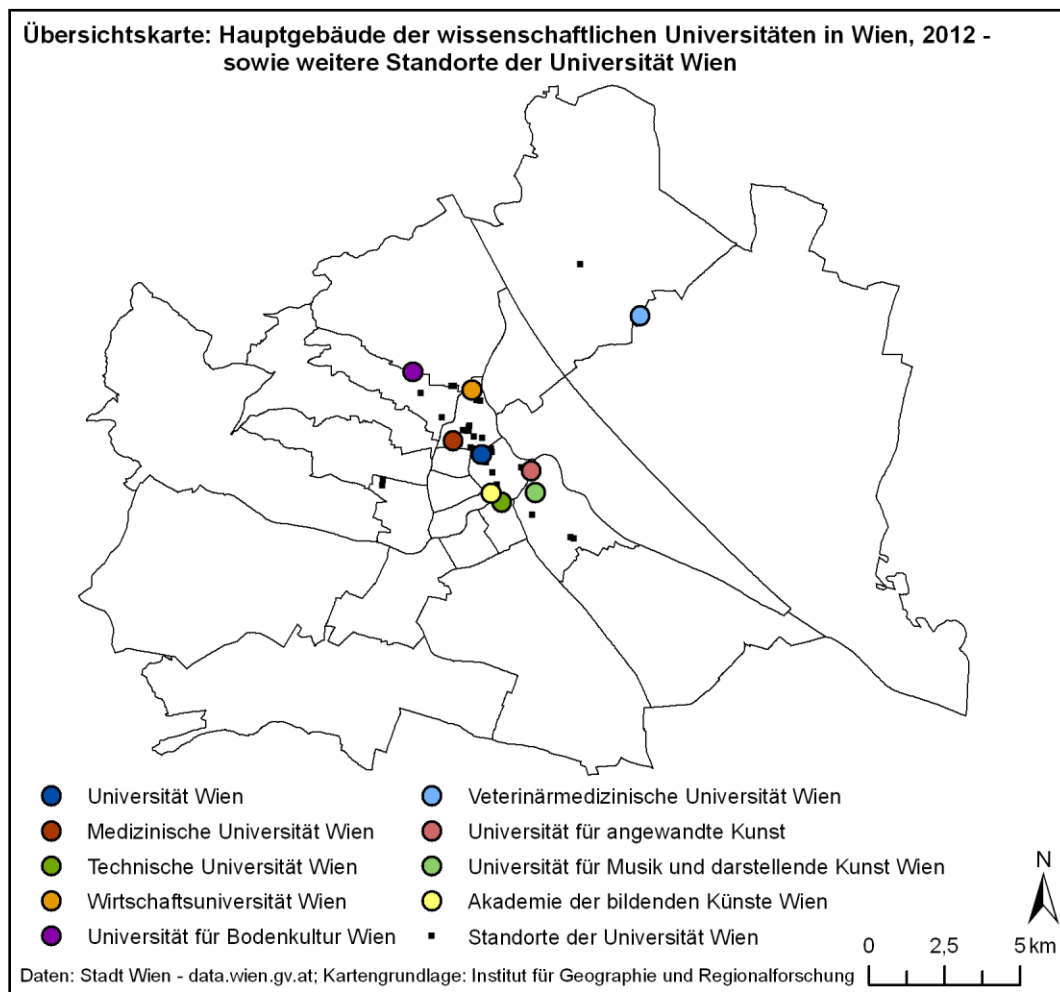 Übersichtskarte: Hauptgebäude der wissenschaftlichen Universitäten in Wien, 2012 -
sowie weitere Standorte der Universität Wien
Universität Wien
Medizinische Universität Wien
Technische Universität Wien
Wirtschaftsuniversität Wien
Universität für Bodenkultur Wien
Veterinärmedizinische Universität Wien
Universität für angewandte Kunst
Universität für Musik und darstellende Kunst Wien
Akademie der bildenden Künste Wien
Standorte der Universität Wien
N
0 2,5 5 km
Daten: Stadt Wien - data.wien.gv.at; Kartengrundlage: Institut für Geographie und Regionalforschung